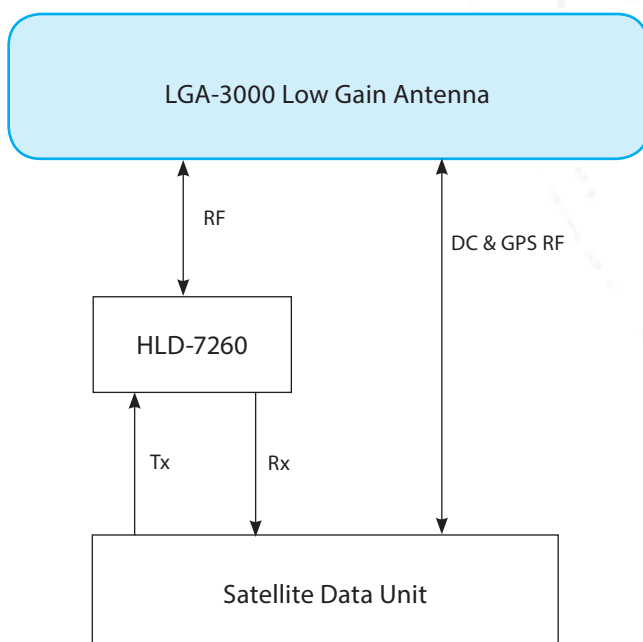 LGA-3000 Low Gain Antenna
RF
DC & GPS RF
HLD-7260
Tx
Rx
Satellite Data Unit